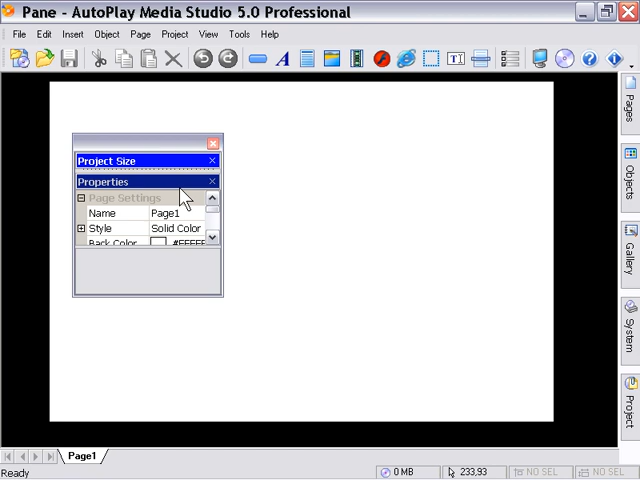 Pane - AutoPlay Media Studio 5.0 Professional
File Edit Insert Object Page Project View Tools Help
Project Size
Properties
Page Settings
Name Page1
Style Solid Color
Back Color #FFFFF
Pages
Objects
Gallery
System
Project
Page1
Ready
0 MB
233,93
NO SEL
NO SEL